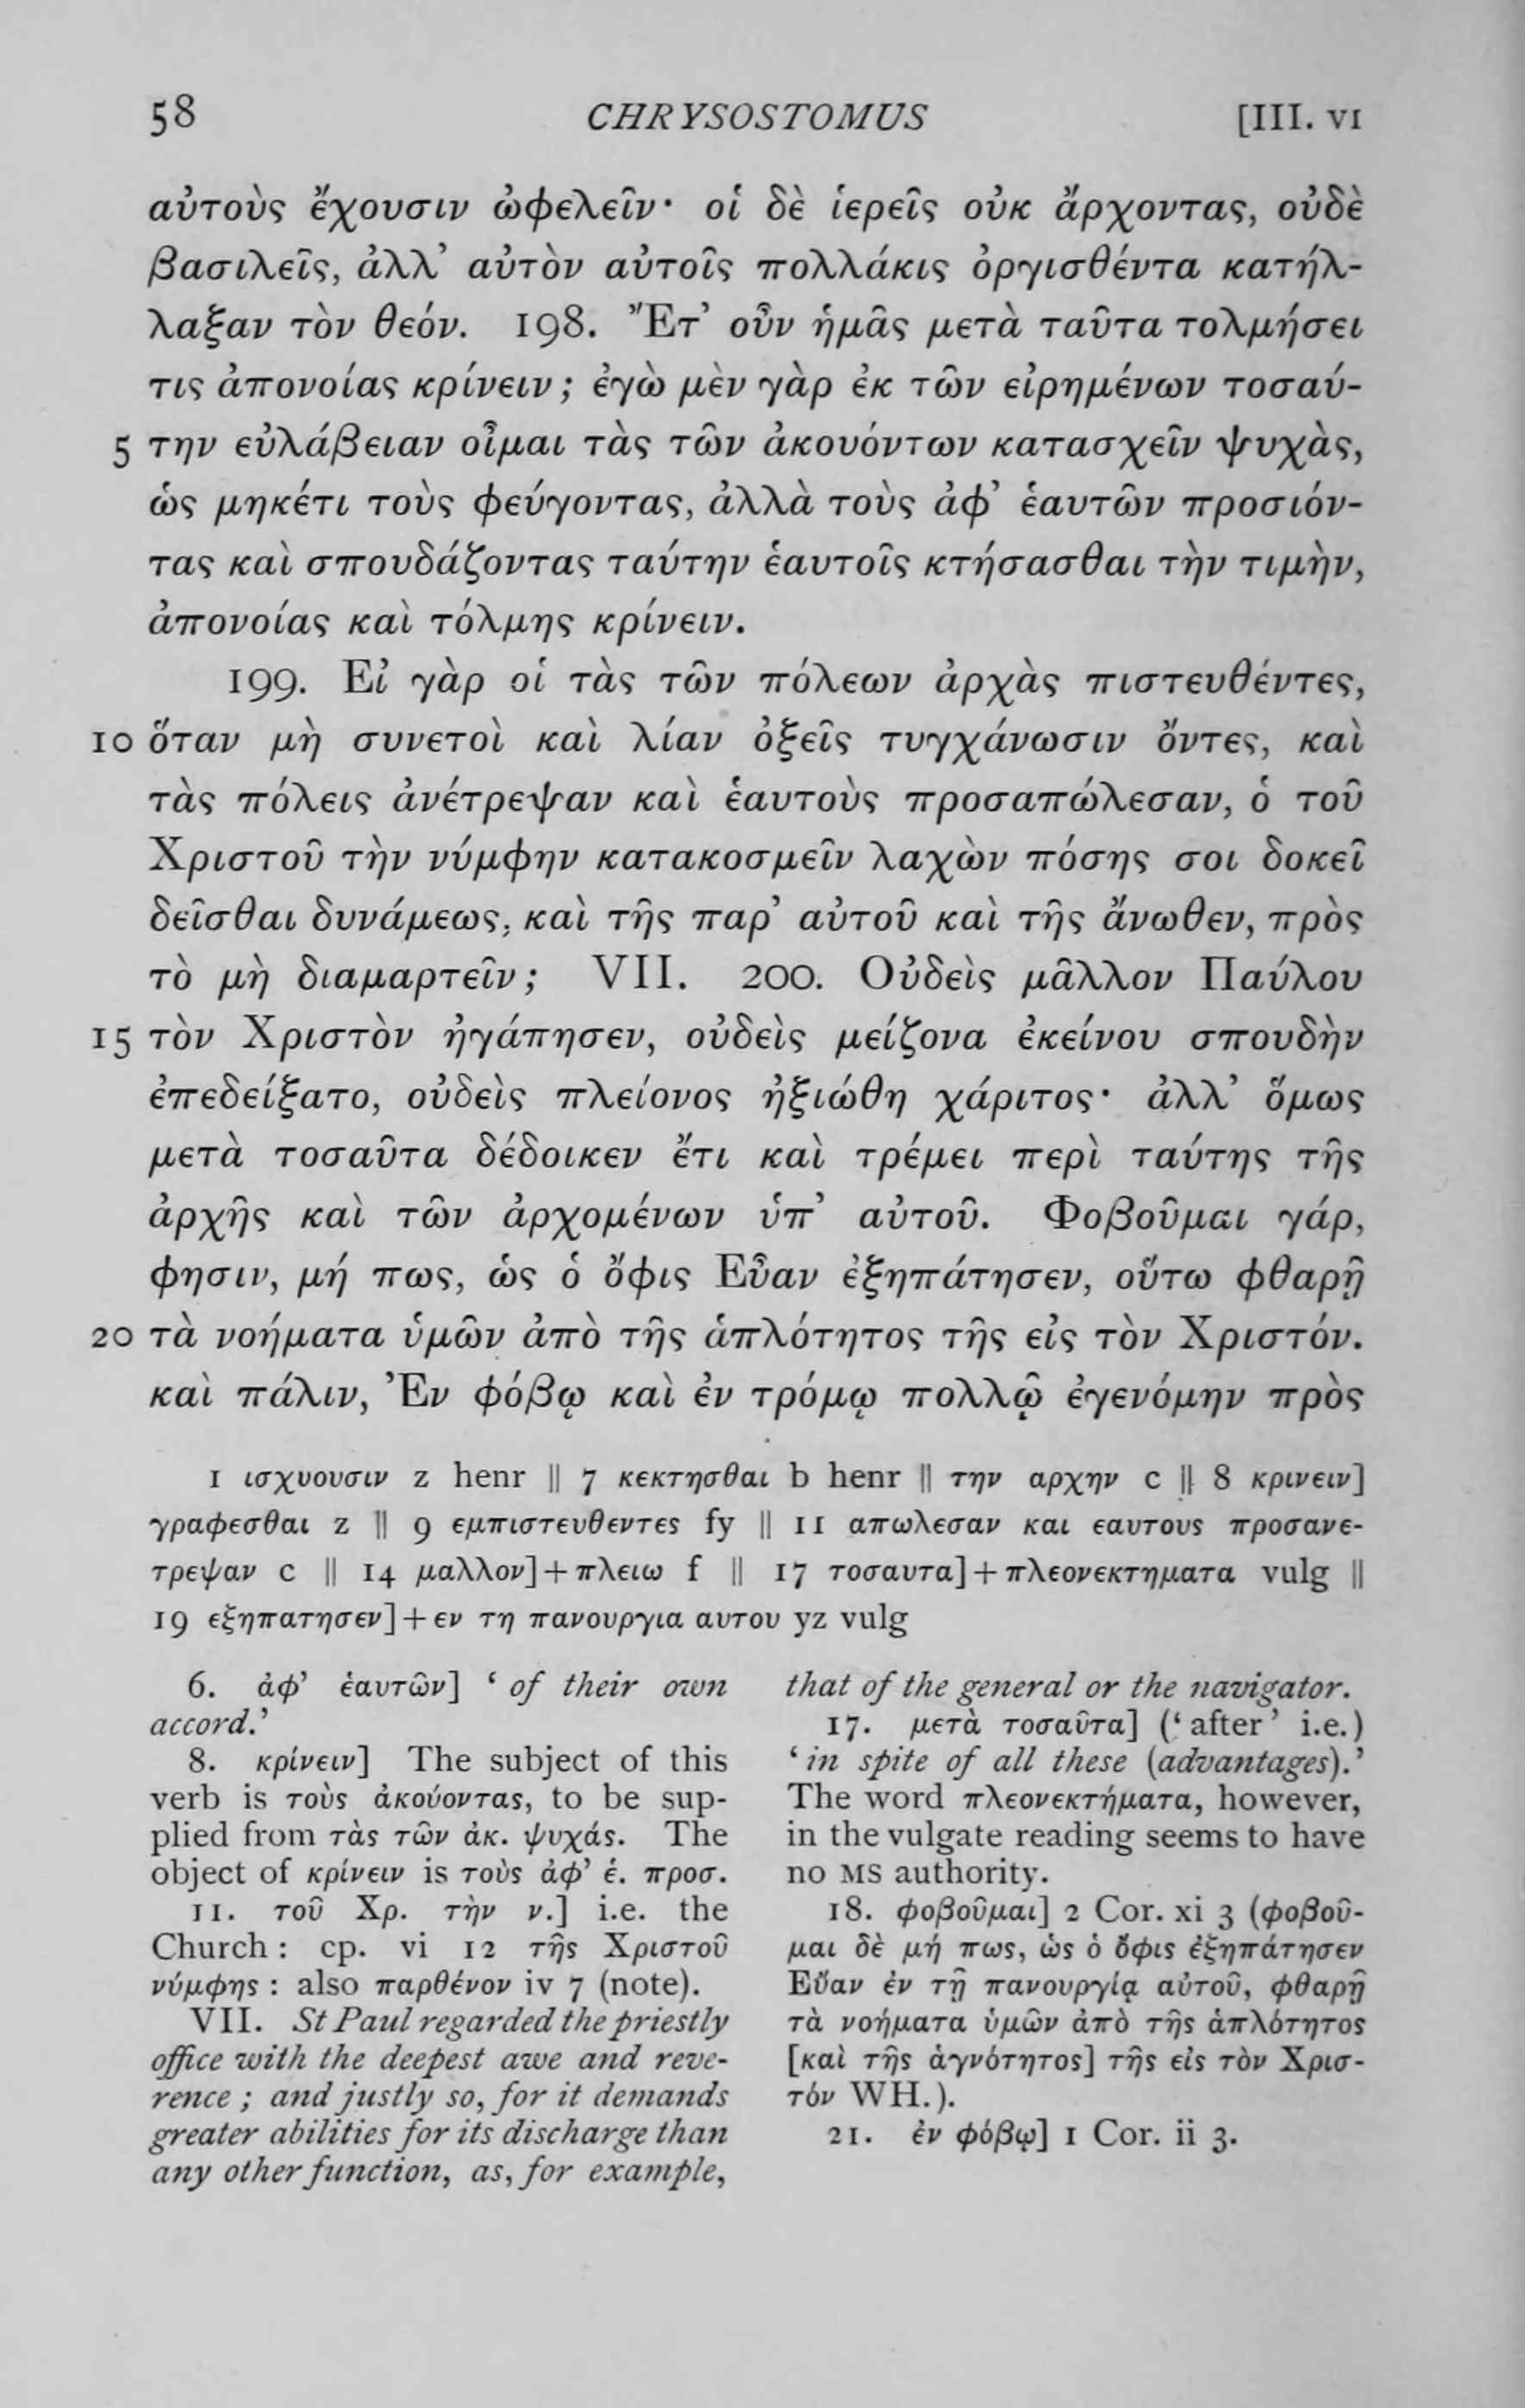 58 CHRYSOSTOMUS [III. VI
αὐτοὺς ἔχουσιν ὠφελεῖν· οἱ δὲ ἱερεῖς οὐκ ἄρχοντας, οὐδὲ
βασιλεῖς, ἀλλ’ αὐτὸν αὐτοῖς πολλάκις ὀργισθέντα κατήλ-
λαξαν τὸν θεόν. 198. Ἔτ’ οὖν ἡμᾶς μετὰ ταῦτα τολμήσει
τις ἀπονοίας κρίνειν; ἐγὼ μὲν γὰρ ἐκ τῶν εἰρημένων τοσαύ-
5 την εὐλάβειαν οἶμαι τὰς τῶν ἀκουόντων κατασχεῖν ψυχὰς,
ὡς μηκέτι τοὺς φεύγοντας, ἀλλὰ τοὺς ἀφ’ ἑαυτῶν προσιόν-
τας καὶ σπουδάζοντας ταύτην ἑαυτοῖς κτήσασθαι τὴν τιμὴν,
ἀπονοίας καὶ τόλμης κρίνειν.
199. Εἰ γὰρ οἱ τὰς τῶν πόλεων ἀρχὰς πιστευθέντες,
10 ὅταν μὴ συνετοὶ καὶ λίαν ὀξεῖς τυγχάνωσιν ὄντες, καὶ
τὰς πόλεις ἀνέτρεψαν καὶ ἑαυτοὺς προσαπώλεσαν, ὁ τοῦ
Χριστοῦ τὴν νύμφην κατακοσμεῖν λαχὼν πόσης σοι δοκεῖ
δεῖσθαι δυνάμεως, καὶ τῆς παρ’ αὐτοῦ καὶ τῆς ἄνωθεν, πρὸς
τὸ μὴ διαμαρτεῖν; VII. 200. Οὐδεὶς μᾶλλον Παύλου
15 τὸν Χριστὸν ἠγάπησεν, οὐδεὶς μείζονα ἐκείνου σπουδὴν
ἐπεδείξατο, οὐδεὶς πλείονος ἠξιώθη χάριτος· ἀλλ’ ὅμως
μετὰ τοσαῦτα δέδοικεν ἔτι καὶ τρέμει περὶ ταύτης τῆς
ἀρχῆς καὶ τῶν ἀρχομένων ὑπ’ αὐτοῦ. Φοβοῦμαι γάρ,
φησιν, μή πως, ὡς ὁ ὄφις Εὖαν ἐξηπάτησεν, οὕτω φθαρῇ
20 τὰ νοήματα ὑμῶν ἀπὸ τῆς ἁπλότητος τῆς εἰς τὸν Χριστόν.
καὶ πάλιν, Ἐν φόβῳ καὶ ἐν τρόμῳ πολλῷ ἐγενόμην πρὸς
1 ισχυουσιν z henr || 7 κεκτησθαι b henr || την αρχην c || 8 κρινειν]
γραφεσθαι z || 9 εμπιστευθεντες fy || 11 απωλεσαν και εαυτους προσανε-
τρεψαν c || 14 μαλλον]+πλειω f || 17 τοσαυτα]+πλεονεκτηματα vulg ||
19 εξηπατησεν]+εν τη πανουργια αυτου yz vulg
6. ἀφ’ ἑαυτῶν] ‘of their own
accord.’
8. κρίνειν] The subject of this
verb is τοὺς ἀκούοντας, to be sup-
plied from τὰς τῶν ἀκ. ψυχάς. The
object of κρίνειν is τοὺς ἀφ’ ἑ. προσ.
11. τοῦ Χρ. τὴν ν.] i.e. the
Church: cp. vi 12 τῆς Χριστοῦ
νύμφης: also παρθένον iv 7 (note).
VII. St Paul regarded the priestly
office with the deepest awe and reve-
rence; and justly so, for it demands
greater abilities for its discharge than
any other function, as, for example,
that of the general or the navigator.
17. μετὰ τοσαῦτα] (‘after’ i.e.)
‘in spite of all these (advantages).’
The word πλεονεκτήματα, however,
in the vulgate reading seems to have
no MS authority.
18. φοβοῦμαι] 2 Cor. xi 3 (φοβοῦ-
μαι δὲ μή πως, ὡς ὁ ὄφις ἐξηπάτησεν
Εὕαν ἐν τῇ πανουργίᾳ αὐτοῦ, φθαρῇ
τὰ νοήματα ὑμῶν ἀπὸ τῆς ἁπλότητος
[καὶ τῆς ἁγνότητος] τῆς εἰς τὸν Χρισ-
τόν WH.).
21. ἐν φόβῳ] 1 Cor. ii 3.